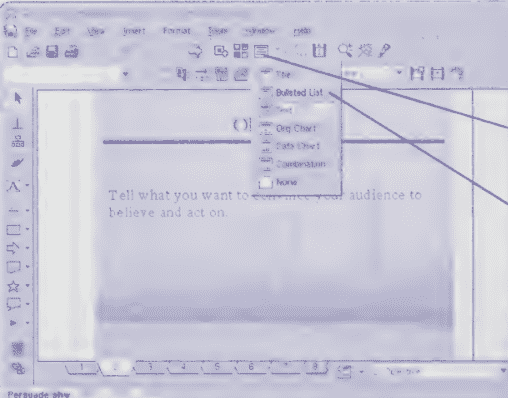 File Edit View Insert Format Tools Window Help
Title
Bulleted List
Text
Org Chart
Data Chart
Combination
None
Tell what you want to convince your audience to
believe and act on.
1 2 3 4 5 6 7 8
Persuade.shw